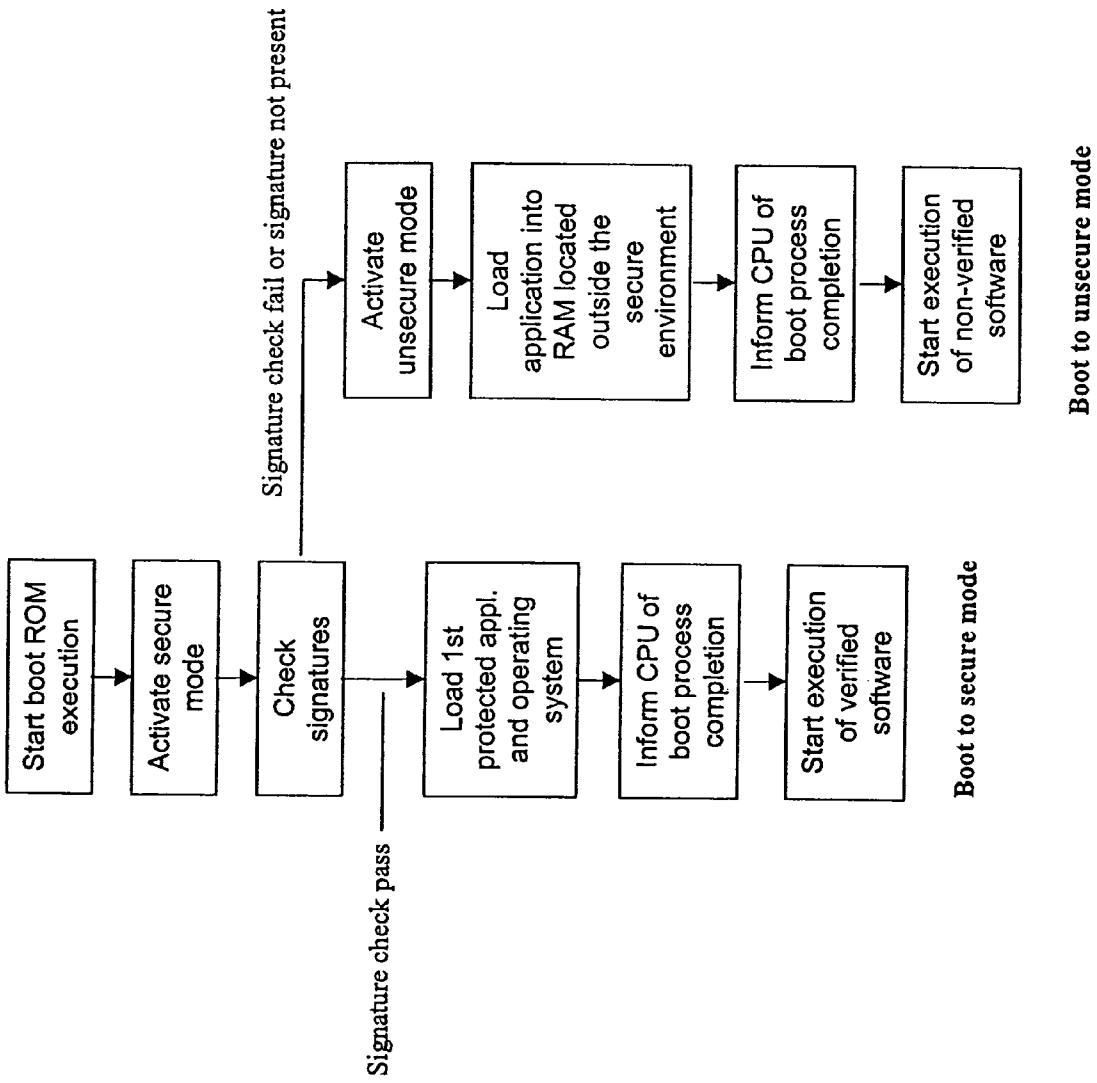 Start boot ROM
execution
Activate secure
mode
Check
signatures
Signature check pass
Load 1st
protected appl.
and operating
system
Inform CPU of
boot process
completion
Start execution
of verified
software
Boot to secure mode
Signature check fail or signature not present
Activate
unsecure mode
Load
application into
RAM located
outside the
secure
environment
Inform CPU of
boot process
completion
Start execution
of non-verified
software
Boot to unsecure mode